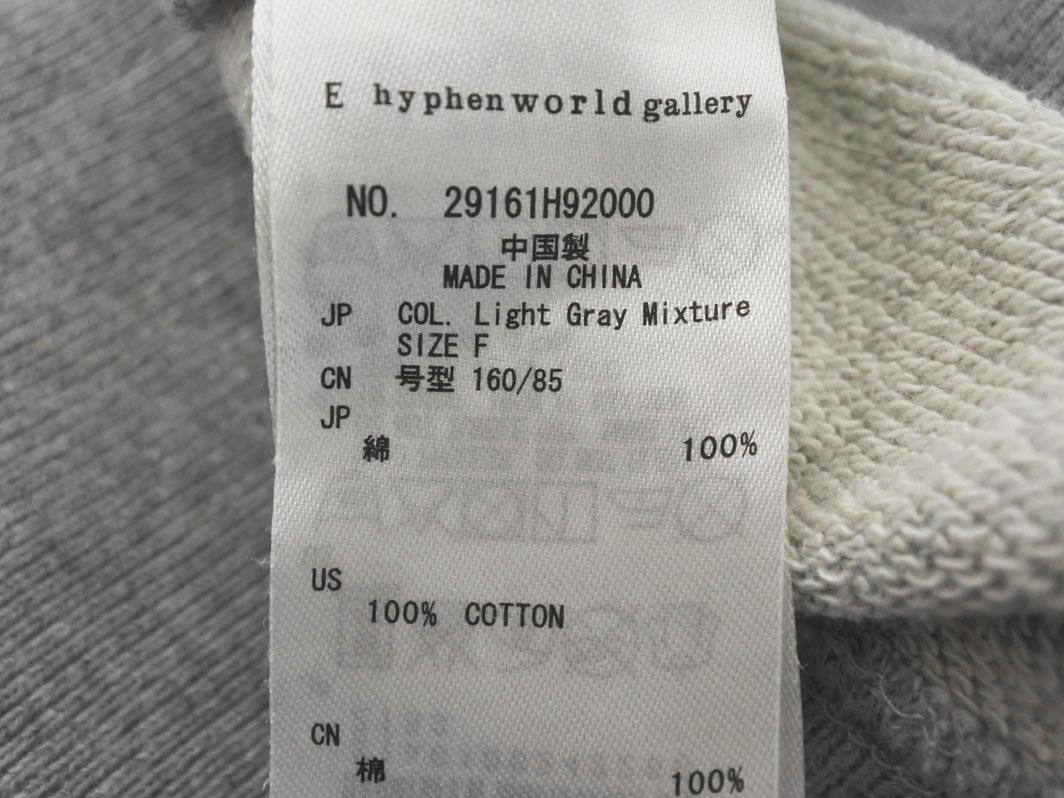 E hyphen world gallery
NO. 29161H92000
中国製
MADE IN CHINA
JP COL. Light Gray Mixture
SIZE F
CN 号型 160/85
JP
綿 100%
US
100% COTTON
CN
棉 100%